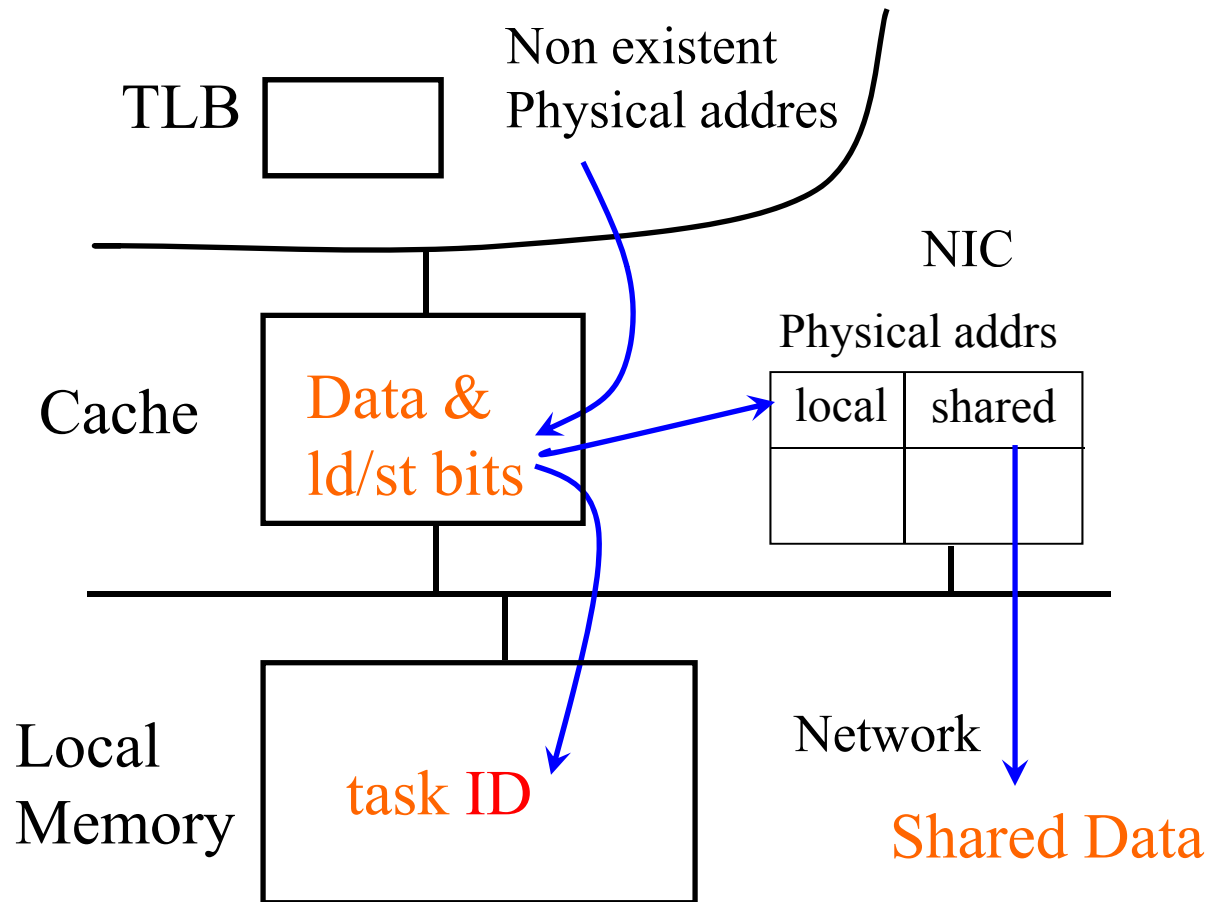 Non existent
Physical addres
TLB
NIC
Physical addrs
local shared
Cache
Data &
ld/st bits
Local
Memory
task ID
Network
Shared Data